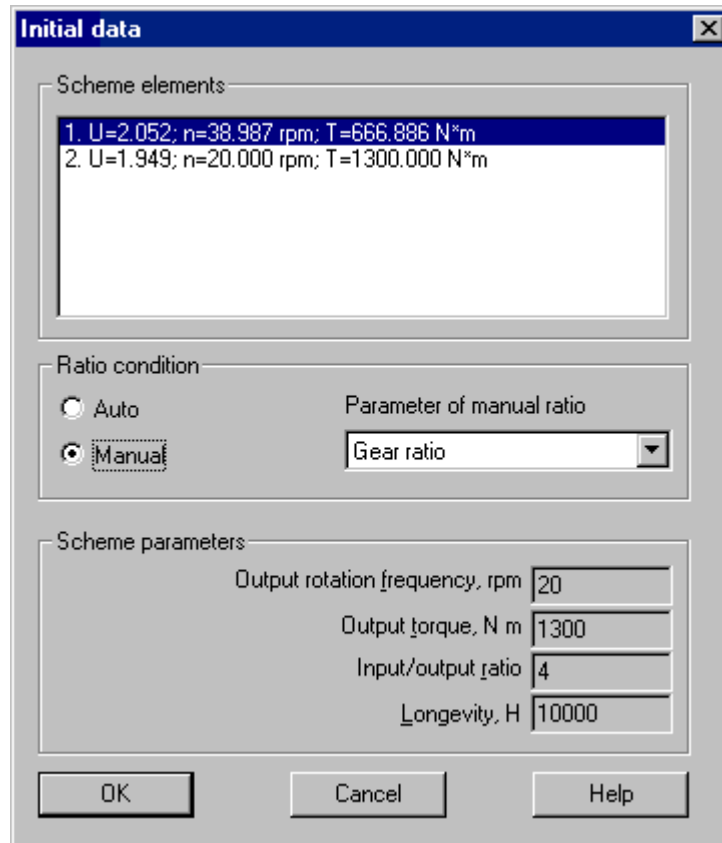 Initial data
Scheme elements
1. U=2.052; n=38.987 rpm; T=666.886 N*m
2. U=1.949; n=20.000 rpm; T=1300.000 N*m
Ratio condition
Auto
Parameter of manual ratio
Manual
Gear ratio
Scheme parameters
Output rotation frequency, rpm 20
Output torque, N m 1300
Input/output ratio 4
Longevity, H 10000
OK Cancel Help